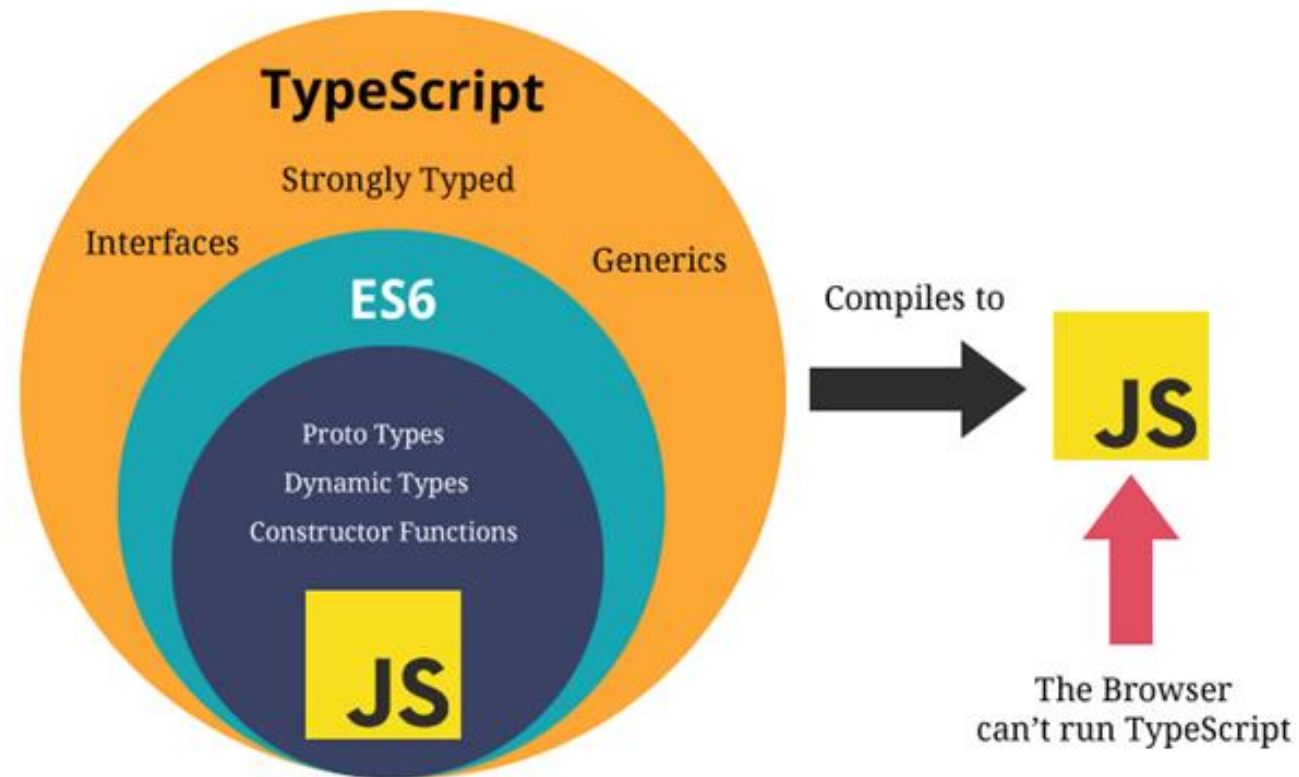 TypeScript
Strongly Typed
Interfaces
Generics
ES6
Proto Types
Dynamic Types
Constructor Functions
JS
Compiles to
JS
The Browser
can't run TypeScript